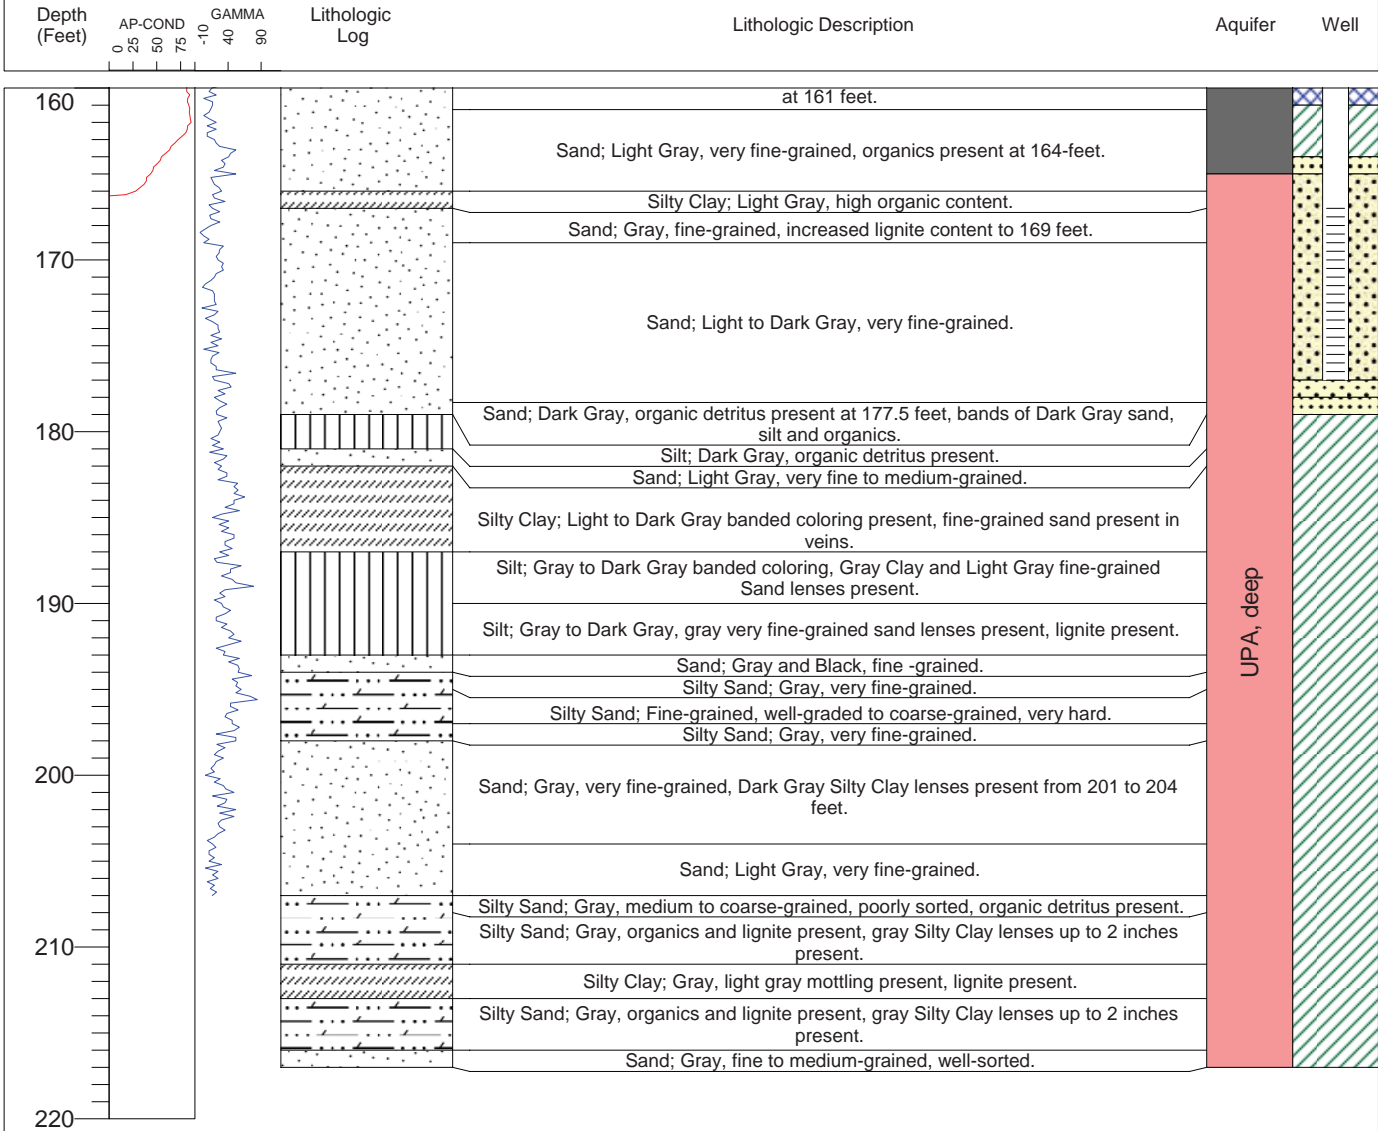 Depth
(Feet)
AP-COND
0 25 50 75
GAMMA
-10 40 90
Lithologic
Log
Lithologic Description
Aquifer
Well
160
170
180
190
200
210
220
at 161 feet.
Sand; Light Gray, very fine-grained, organics present at 164-feet.
Silty Clay; Light Gray, high organic content.
Sand; Gray, fine-grained, increased lignite content to 169 feet.
Sand; Light to Dark Gray, very fine-grained.
Sand; Dark Gray, organic detritus present at 177.5 feet, bands of Dark Gray sand,
silt and organics.
Silt; Dark Gray, organic detritus present.
Sand; Light Gray, very fine to medium-grained.
Silty Clay; Light to Dark Gray banded coloring present, fine-grained sand present in
veins.
Silt; Gray to Dark Gray banded coloring, Gray Clay and Light Gray fine-grained
Sand lenses present.
Silt; Gray to Dark Gray, gray very fine-grained sand lenses present, lignite present.
Sand; Gray and Black, fine -grained.
Silty Sand; Gray, very fine-grained.
Silty Sand; Fine-grained, well-graded to coarse-grained, very hard.
Silty Sand; Gray, very fine-grained.
Sand; Gray, very fine-grained, Dark Gray Silty Clay lenses present from 201 to 204
feet.
Sand; Light Gray, very fine-grained.
Silty Sand; Gray, medium to coarse-grained, poorly sorted, organic detritus present.
Silty Sand; Gray, organics and lignite present, gray Silty Clay lenses up to 2 inches
present.
Silty Clay; Gray, light gray mottling present, lignite present.
Silty Sand; Gray, organics and lignite present, gray Silty Clay lenses up to 2 inches
present.
Sand; Gray, fine to medium-grained, well-sorted.
UPA, deep